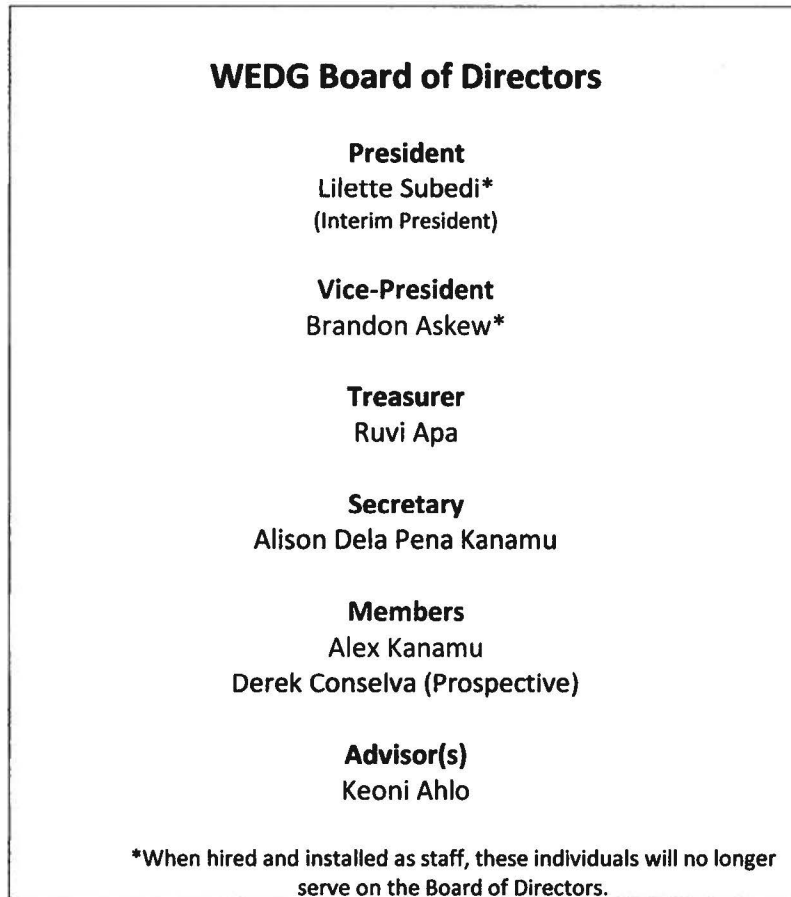 WEDG Board of Directors
President
Lilette Subedi*
(Interim President)
Vice-President
Brandon Askew*
Treasurer
Ruvi Apa
Secretary
Alison Dela Pena Kanamu
Members
Alex Kanamu
Derek Conselva (Prospective)
Advisor(s)
Keoni Ahlo
*When hired and installed as staff, these individuals will no longer
serve on the Board of Directors.